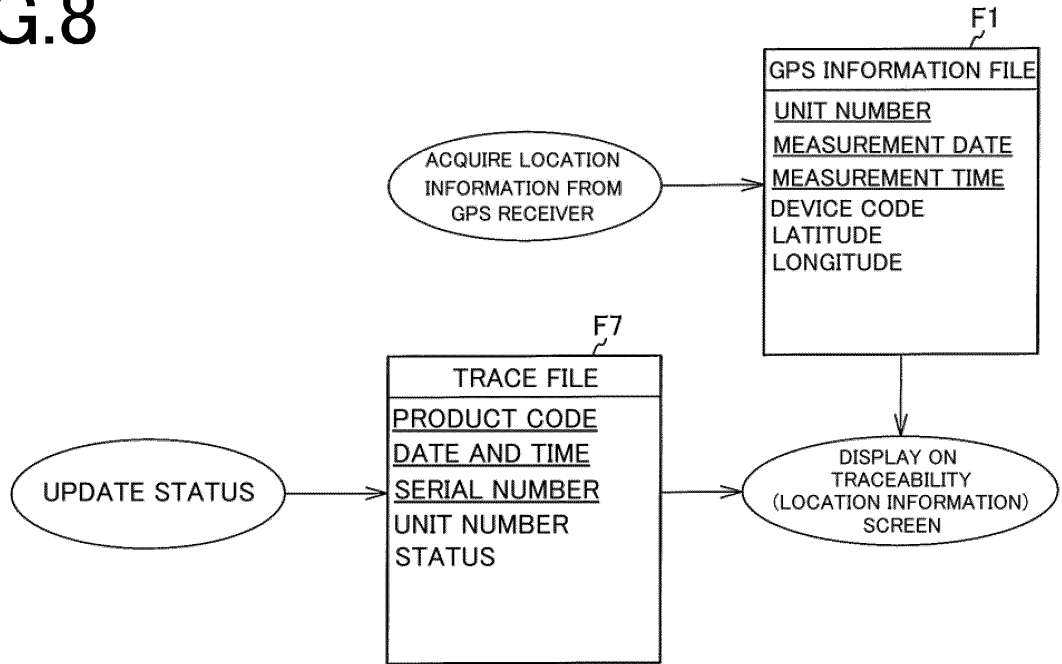 G.8
F1
GPS INFORMATION FILE
UNIT NUMBER
MEASUREMENT DATE
MEASUREMENT TIME
DEVICE CODE
LATITUDE
LONGITUDE
ACQUIRE LOCATION
INFORMATION FROM
GPS RECEIVER
F7
TRACE FILE
PRODUCT CODE
DATE AND TIME
SERIAL NUMBER
UNIT NUMBER
STATUS
UPDATE STATUS
DISPLAY ON
TRACEABILITY
(LOCATION INFORMATION)
SCREEN